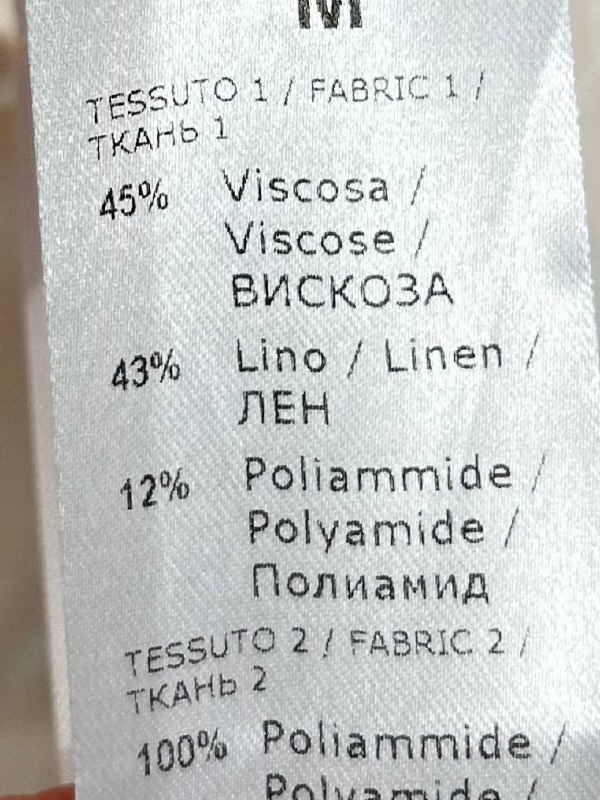 M
TESSUTO 1 / FABRIC 1 /
ТКАНЬ 1
45% Viscosa /
Viscose /
ВИСКОЗА
43% Lino / Linen /
ЛЕН
12% Poliammide /
Polyamide /
Полиамид
TESSUTO 2 / FABRIC 2 /
ТКАНЬ 2
100% Poliammide /
Polyamide /